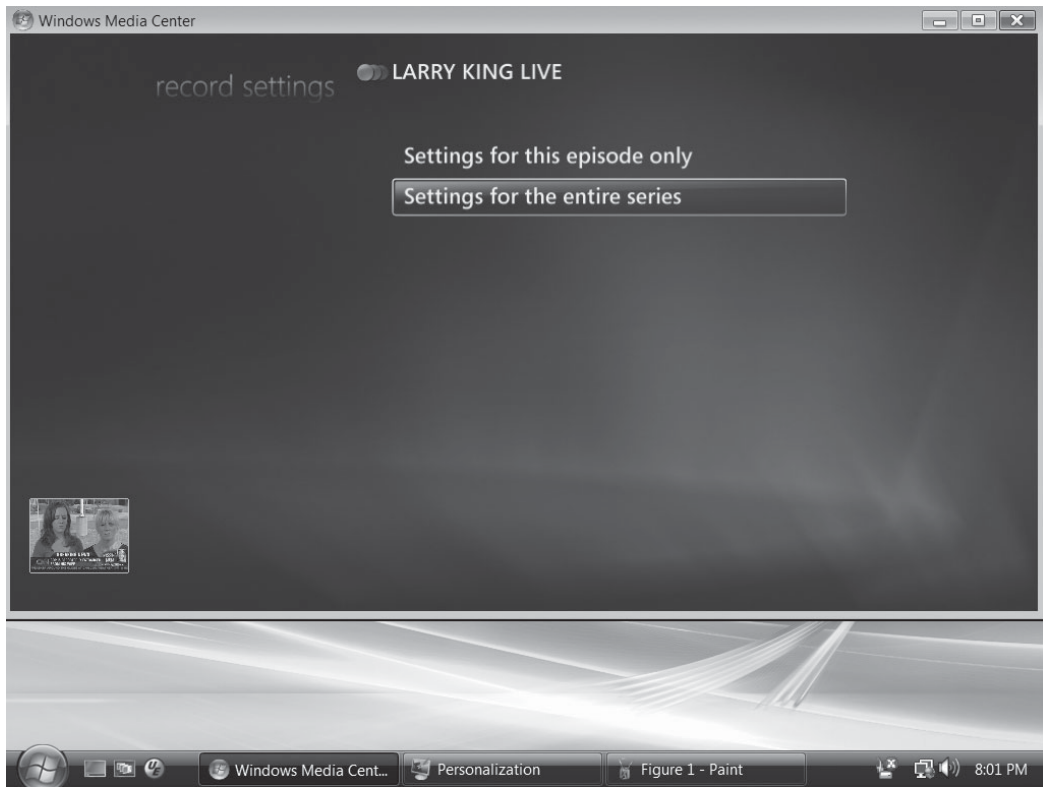 Windows Media Center
record settings
LARRY KING LIVE
Settings for this episode only
Settings for the entire series
Windows Media Cent...
Personalization
Figure 1 - Paint
8:01 PM